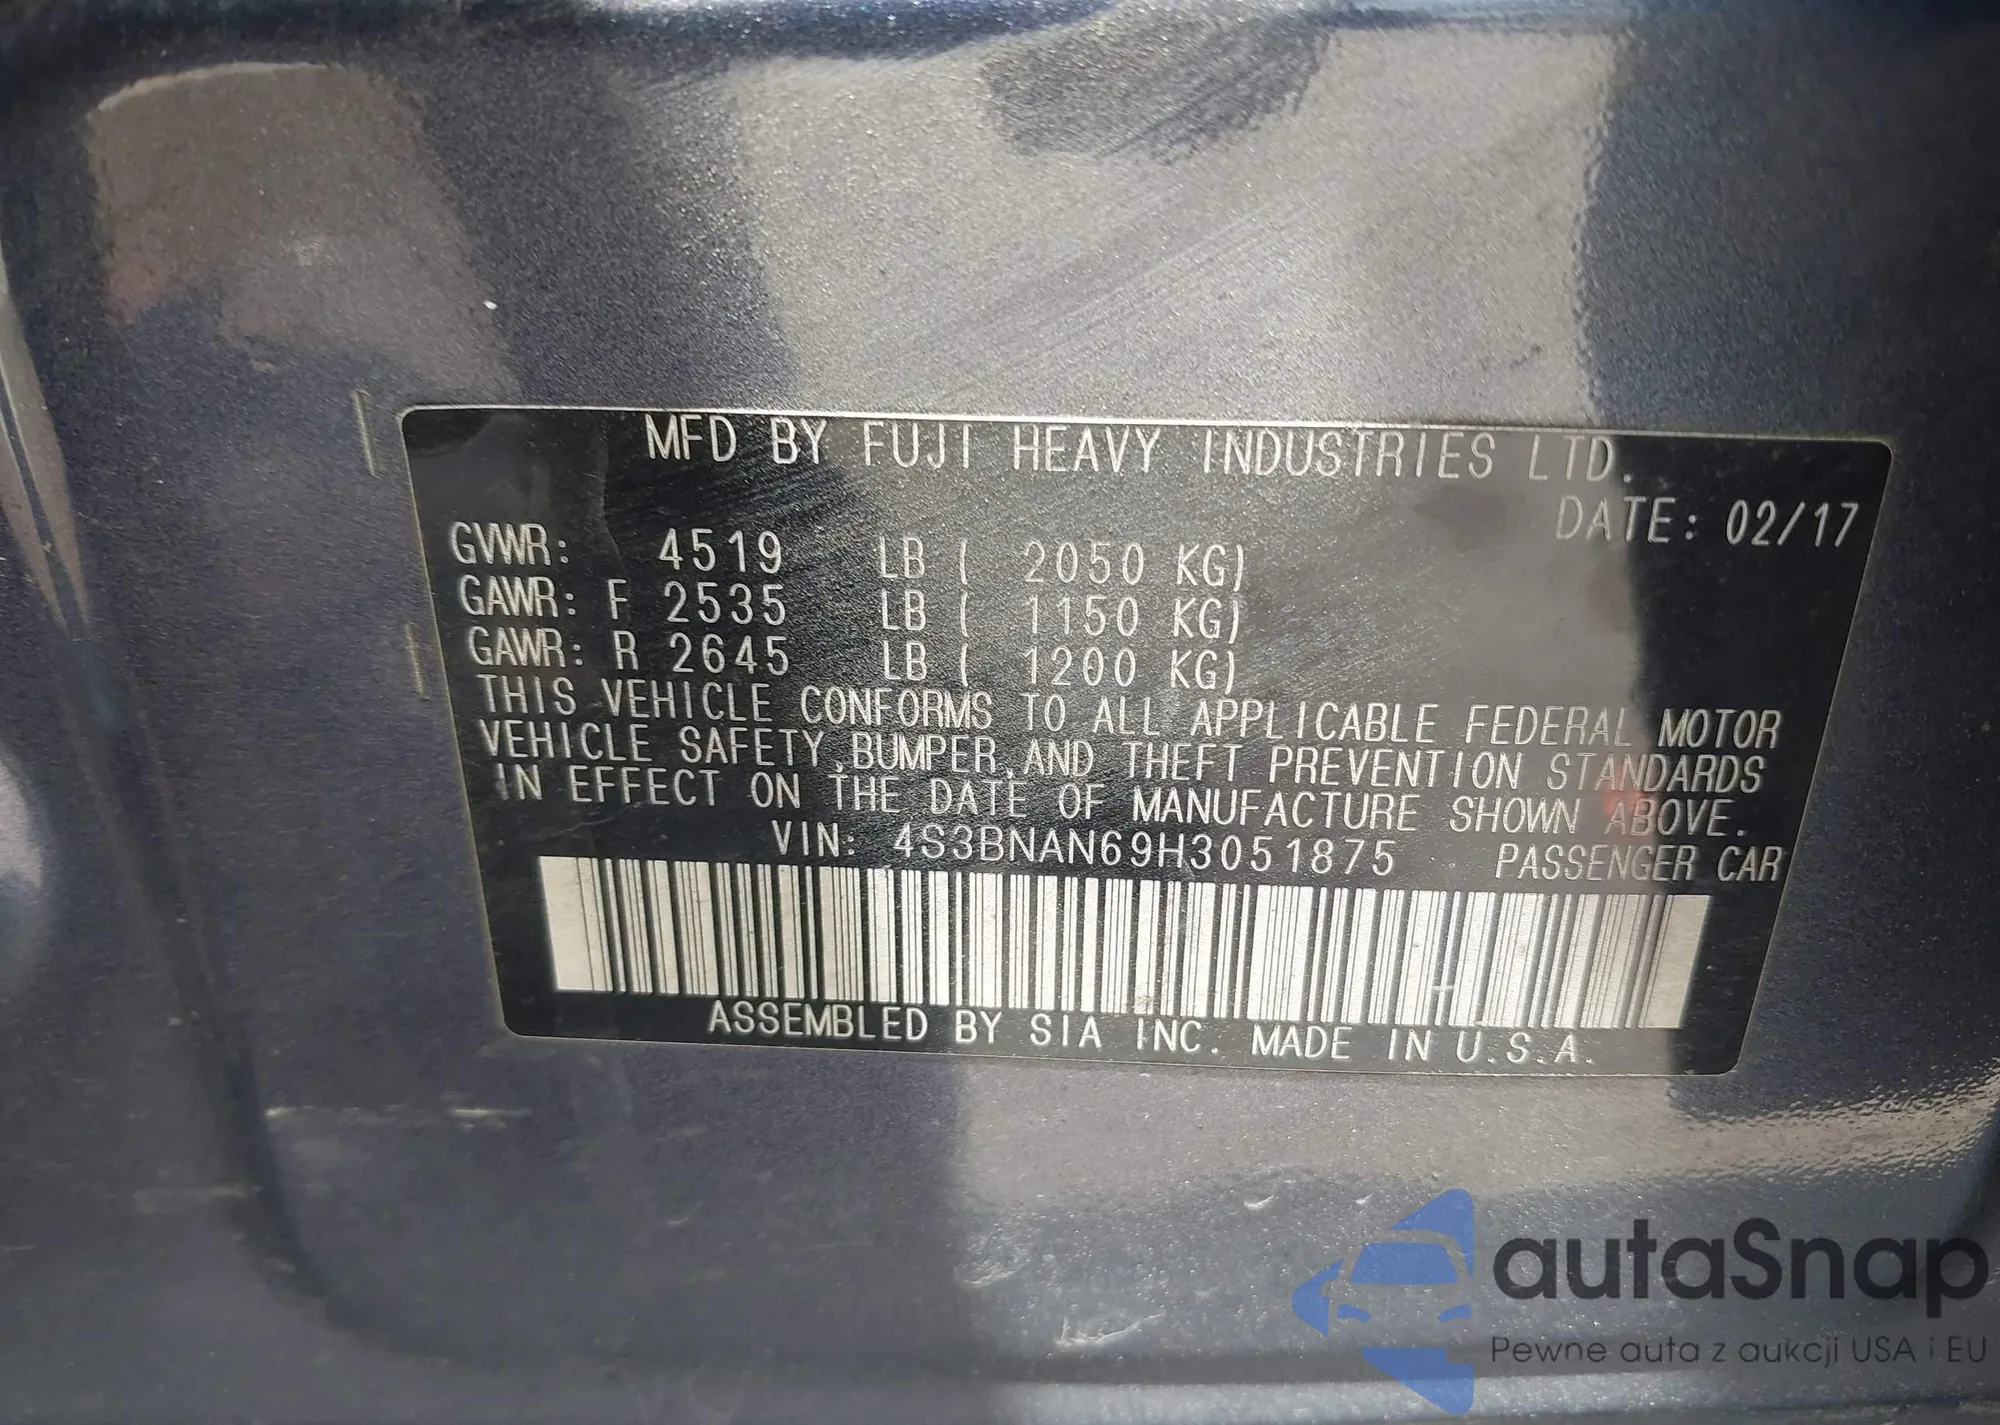 MFD BY FUJI HEAVY INDUSTRIES LTD.
DATE: 02/17
GVWR: 4519 LB ( 2050 KG)
GAWR: F 2535 LB ( 1150 KG)
GAWR: R 2645 LB ( 1200 KG)
THIS VEHICLE CONFORMS TO ALL APPLICABLE FEDERAL MOTOR
VEHICLE SAFETY,BUMPER,AND THEFT PREVENTION STANDARDS
IN EFFECT ON THE DATE OF MANUFACTURE SHOWN ABOVE.
VIN: 4S3BNAN69H3051875 PASSENGER CAR
ASSEMBLED BY SIA INC. MADE IN U.S.A.
autaSnap
Pewne auta z aukcji USA i EU